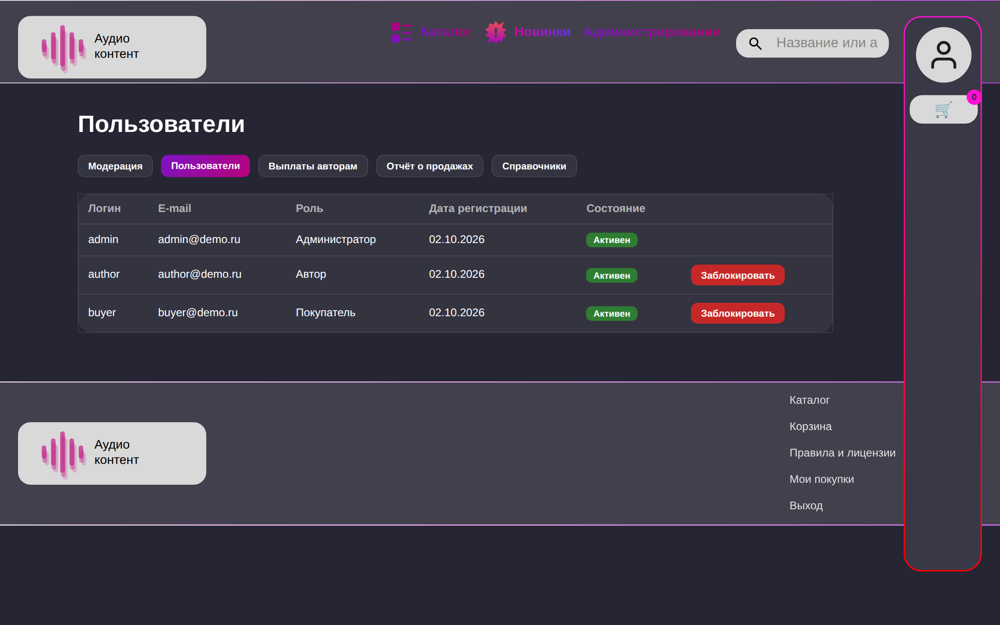 Аудио
контент
Каталог
Новинки
Администрирование
Название или а
0
Пользователи
Модерация
Пользователи
Выплаты авторам
Отчёт о продажах
Справочники
Логин E-mail Роль Дата регистрации Состояние
admin admin@demo.ru Администратор 02.10.2026 Активен
author author@demo.ru Автор 02.10.2026 Активен Заблокировать
buyer buyer@demo.ru Покупатель 02.10.2026 Активен Заблокировать
Аудио
контент
Каталог
Корзина
Правила и лицензии
Мои покупки
Выход